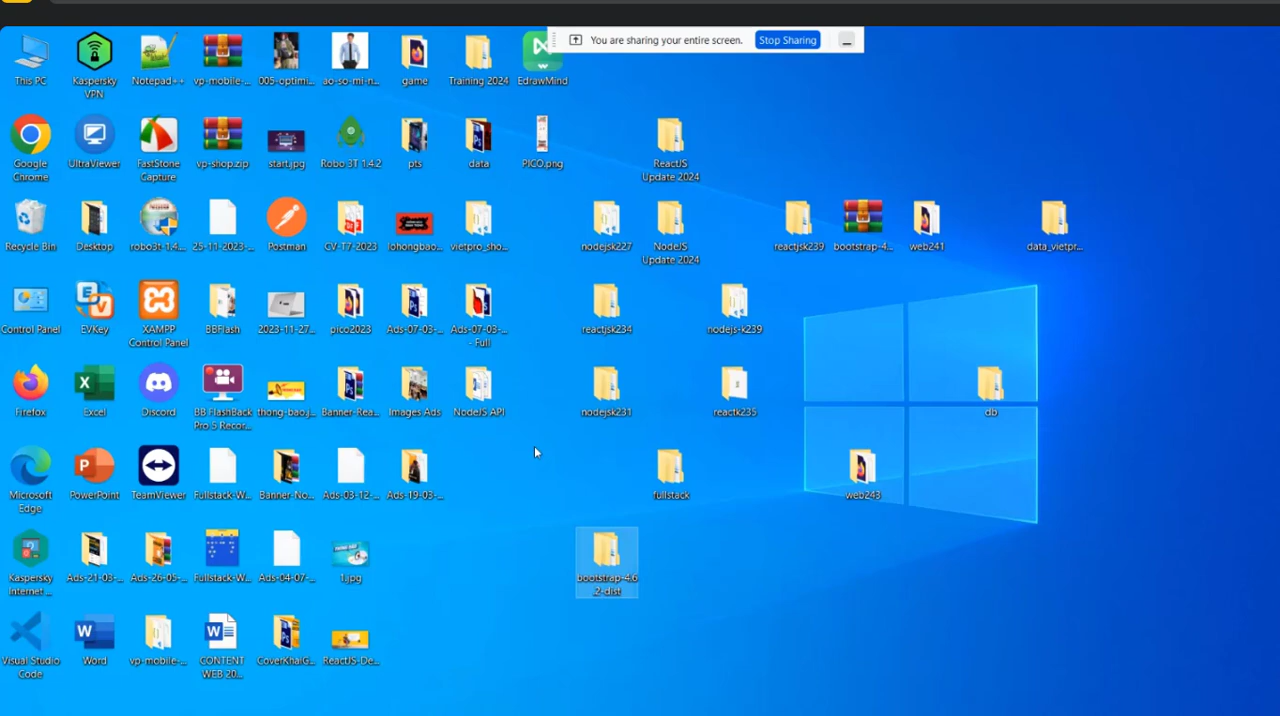 You are sharing your entire screen. Stop Sharing
This PC
Kaspersky
VPN
Notepad++
vp-mobile-...
005-optimi...
ao-so-mi-n...
game
Training 2024
EdrawMind
Google
Chrome
UltraViewer
FastStone
Capture
vp-shop.zip
start.jpg
Robo 3T 1.4.2
pts
data
PICO.png
ReactJS
Update 2024
Recycle Bin
Desktop
robo3t-1.4...
25-11-2023-...
Postman
CV-T7-2023
lohongbao...
vietpro_sho...
nodejsk227
NodeJS
Update 2024
reactjsk239
bootstrap-4...
web241
data_vietpr...
Control Panel
EVKey
XAMPP
Control Panel
BBFlash
2023-11-27...
pico2023
Ads-07-03-...
Ads-07-03-...
- Full
reactjsk234
nodejs-k239
Firefox
Excel
Discord
BB FlashBack
Pro 5 Recor...
thong-bao.j...
Banner-Rea...
Images Ads
NodeJS API
nodejsk231
reactk235
db
Microsoft
Edge
PowerPoint
TeamViewer
Fullstack-W...
Banner-No...
Ads-03-12-...
Ads-19-03-...
fullstack
web243
Kaspersky
Internet ...
Ads-21-03-...
Ads-26-05-...
Fullstack-W...
Ads-04-07-...
1.jpg
bootstrap-4.6
.2-dist
Visual Studio
Code
Word
vp-mobile-...
CONTENT
WEB 20...
CoverKhaiG...
ReactJS-De...